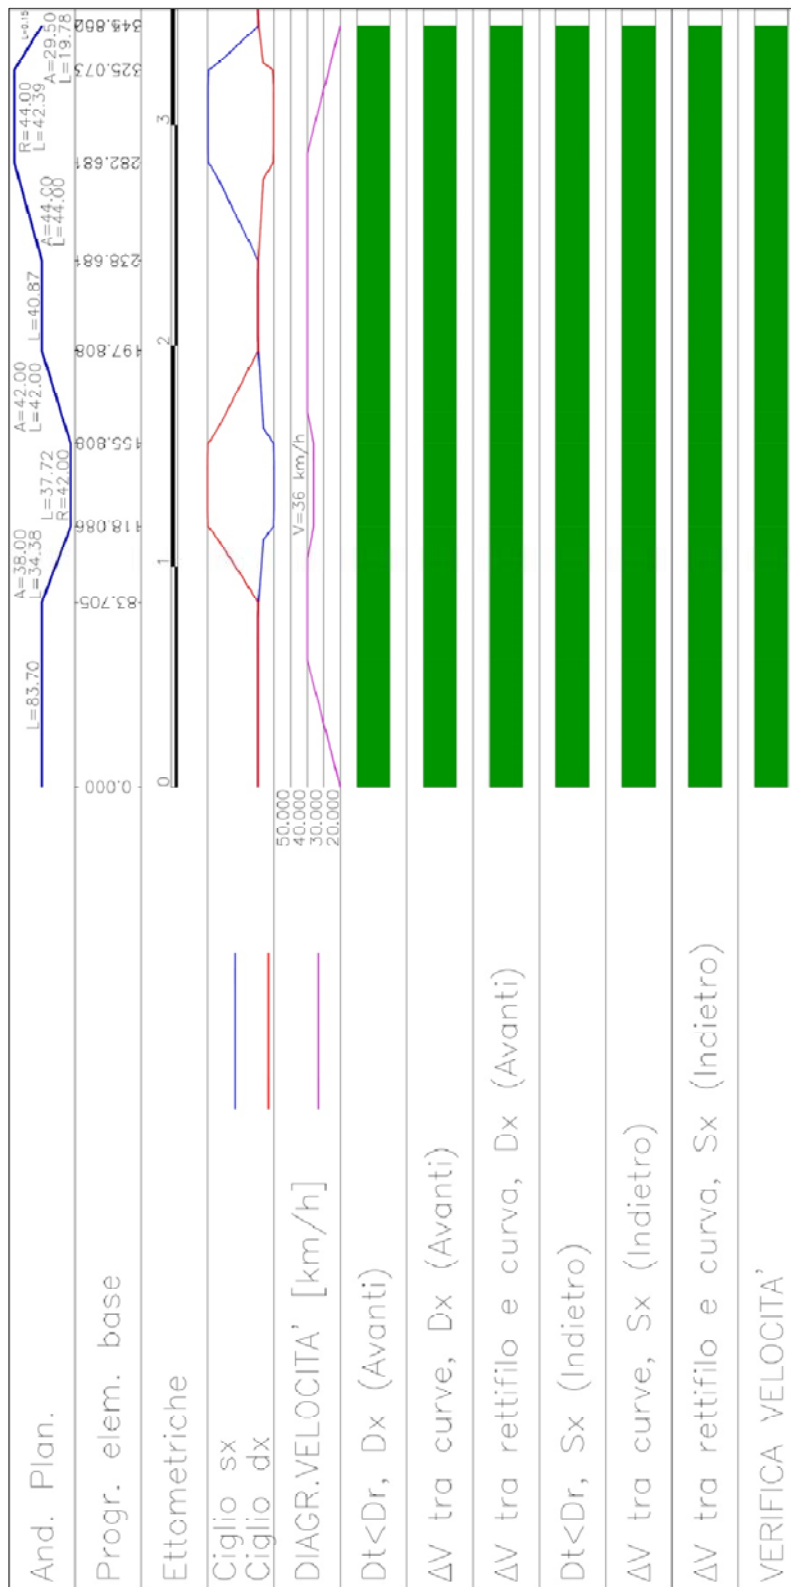 And. Plan.
L=83.70
A=38.00
L=34.38
L=37.72
R=42.00
A=42.00
L=42.00
L=40.87
A=44.00
L=44.00
R=44.00
L=42.39
A=29.50
L=19.78
L=0.15
Progr. elem. base
0.000
83.705
118.086
155.808
197.808
238.681
282.681
325.073
Ettometriche
0
1
2
3
Ciglio sx
Ciglio dx
DIAGR.VELOCITA' [km/h]
50.000
40.000
30.000
20.000
V=36 km/h
Dt<Dr, Dx (Avanti)
ΔV tra curve, Dx (Avanti)
ΔV tra rettifilo e curva, Dx (Avanti)
Dt<Dr, Sx (Indietro)
ΔV tra curve, Sx (Indietro)
ΔV tra rettifilo e curva, Sx (Indietro)
VERIFICA VELOCITA'